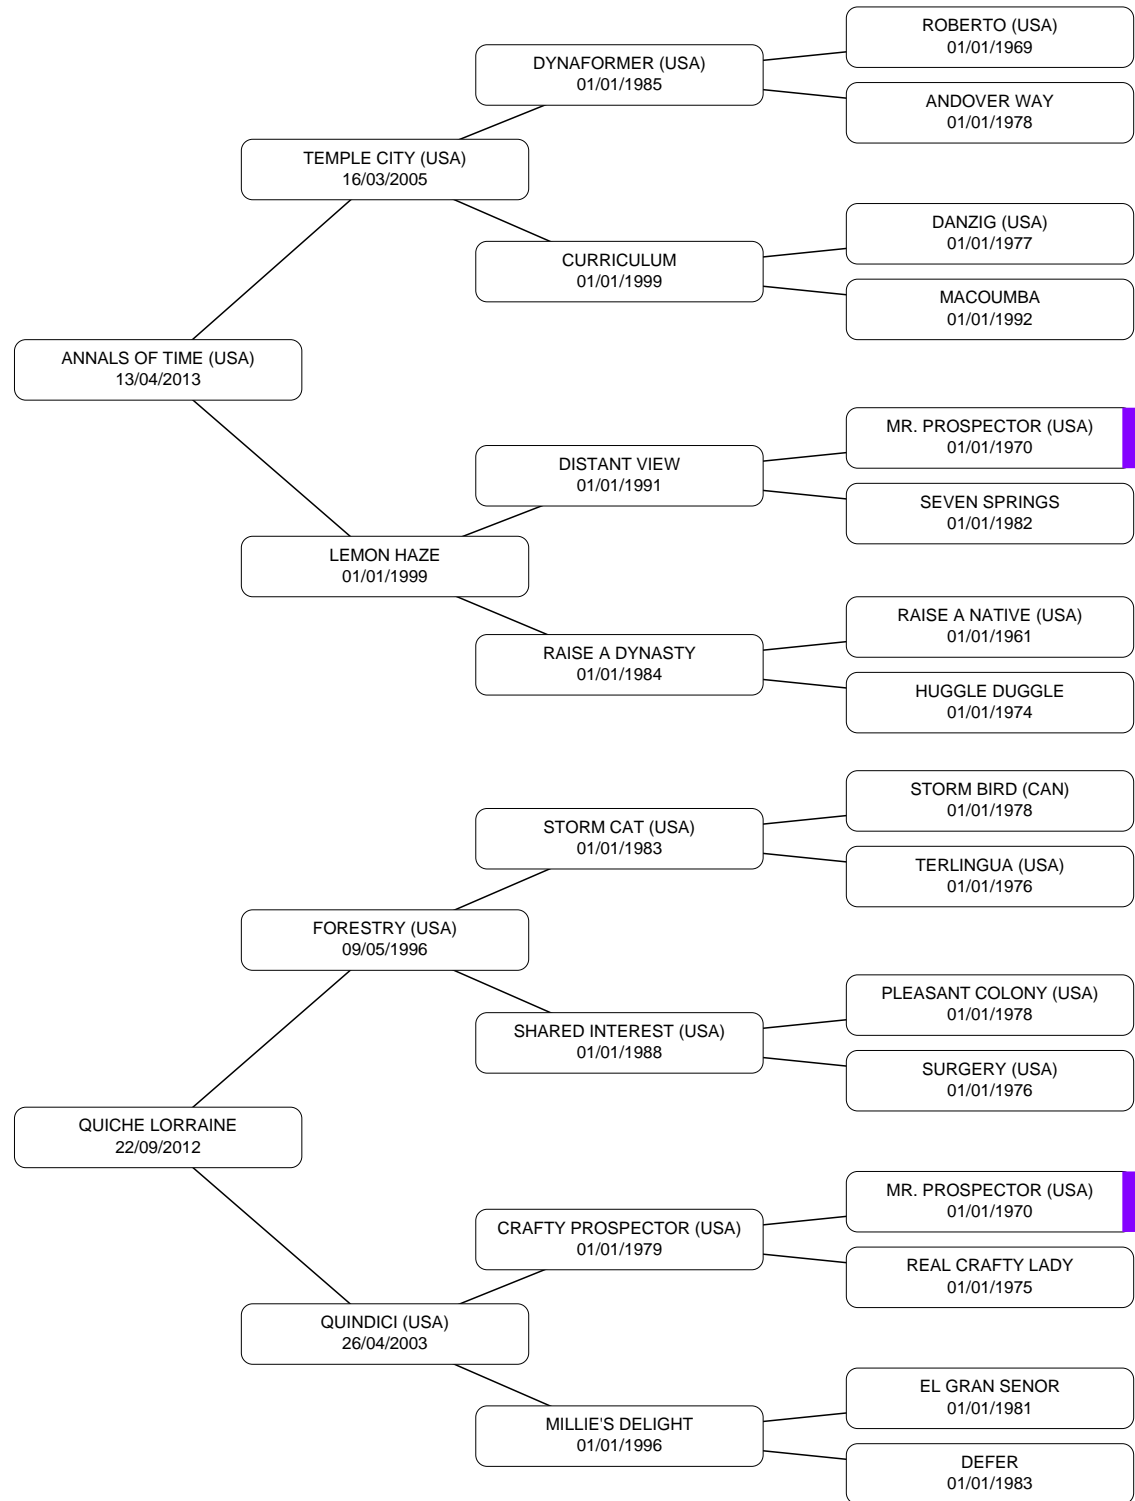 ROBERTO (USA)
01/01/1969
DYNAFORMER (USA)
01/01/1985
ANDOVER WAY
01/01/1978
TEMPLE CITY (USA)
16/03/2005
DANZIG (USA)
01/01/1977
CURRICULUM
01/01/1999
MACOUMBA
01/01/1992
ANNALS OF TIME (USA)
13/04/2013
MR. PROSPECTOR (USA)
01/01/1970
DISTANT VIEW
01/01/1991
SEVEN SPRINGS
01/01/1982
LEMON HAZE
01/01/1999
RAISE A NATIVE (USA)
01/01/1961
RAISE A DYNASTY
01/01/1984
HUGGLE DUGGLE
01/01/1974
STORM BIRD (CAN)
01/01/1978
STORM CAT (USA)
01/01/1983
TERLINGUA (USA)
01/01/1976
FORESTRY (USA)
09/05/1996
PLEASANT COLONY (USA)
01/01/1978
SHARED INTEREST (USA)
01/01/1988
SURGERY (USA)
01/01/1976
QUICHE LORRAINE
22/09/2012
MR. PROSPECTOR (USA)
01/01/1970
CRAFTY PROSPECTOR (USA)
01/01/1979
REAL CRAFTY LADY
01/01/1975
QUINDICI (USA)
26/04/2003
EL GRAN SENOR
01/01/1981
MILLIE'S DELIGHT
01/01/1996
DEFER
01/01/1983